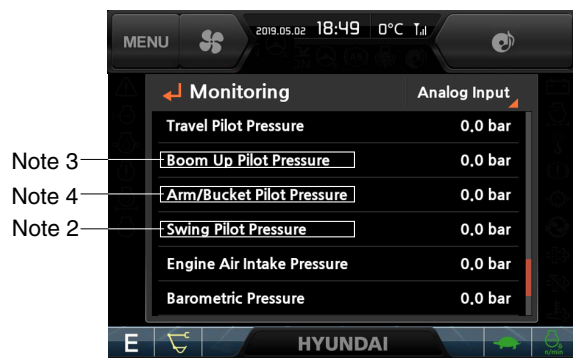 MENU
2019.05.02 18:49 0°C
Monitoring Analog Input
Travel Pilot Pressure 0.0 bar
Note 3 Boom Up Pilot Pressure 0.0 bar
Note 4 Arm/Bucket Pilot Pressure 0.0 bar
Note 2 Swing Pilot Pressure 0.0 bar
Engine Air Intake Pressure 0.0 bar
Barometric Pressure 0.0 bar
E HYUNDAI n/min